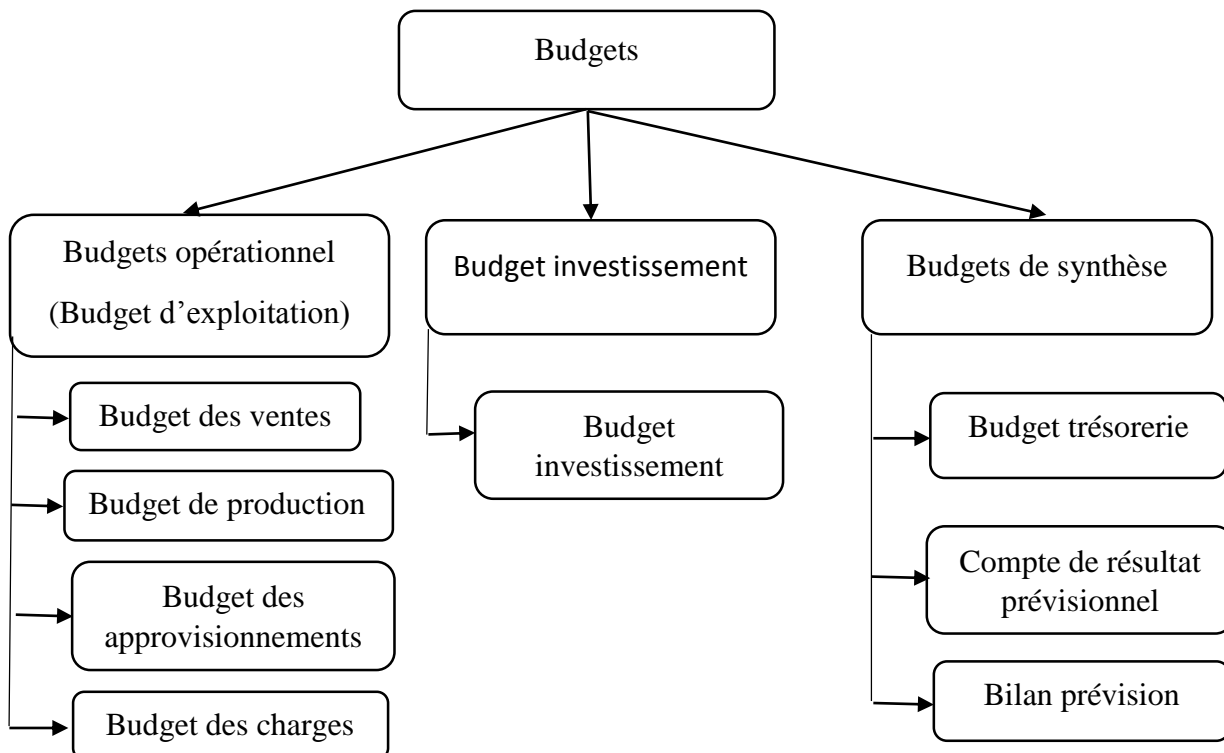 Budgets
Budgets opérationnel
(Budget d’exploitation)
Budget des ventes
Budget de production
Budget des
approvisionnements
Budget des charges
Budget investissement
Budget
investissement
Budgets de synthèse
Budget trésorerie
Compte de résultat
prévisionnel
Bilan prévision